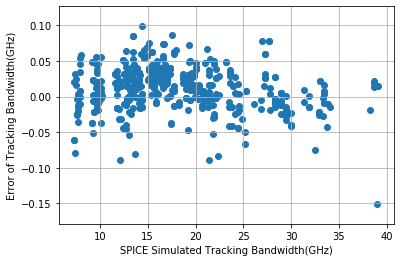 0.10
0.05
0.00
−0.05
−0.10
−0.15
Error of Tracking Bandwidth(GHz)
10 15 20 25 30 35 40
SPICE Simulated Tracking Bandwidth(GHz)